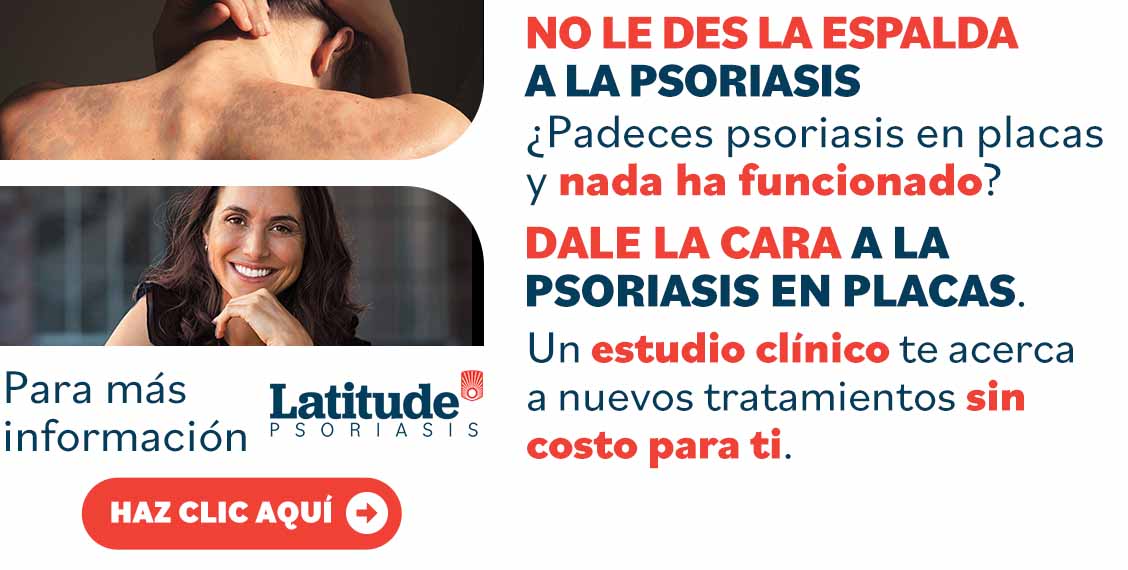 NO LE DES LA ESPALDA
A LA PSORIASIS
¿Padeces psoriasis en placas
y nada ha funcionado?
DALE LA CARA A LA
PSORIASIS EN PLACAS.
Un estudio clínico te acerca
a nuevos tratamientos sin
costo para ti.
Para más
información
Latitude
PSORIASIS
HAZ CLIC AQUÍ